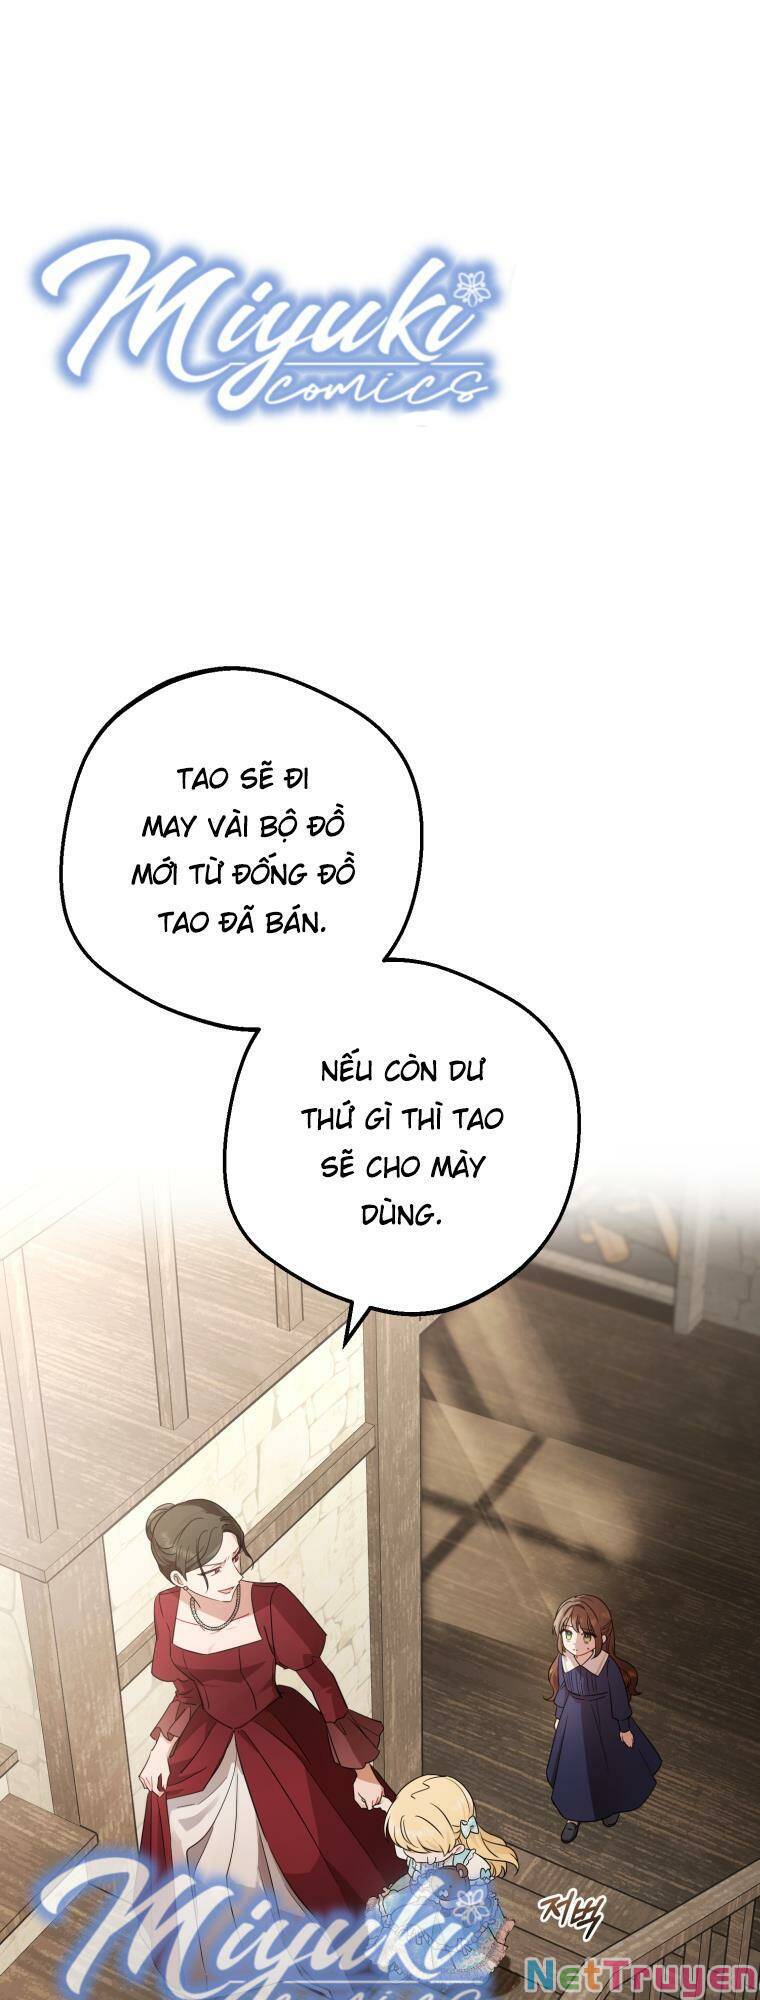 Miyuki
comics
TAO SẼ ĐI
MAY VÀI BỘ ĐỒ
MỚI TỪ ĐỐNG ĐỒ
TAO ĐÃ BÁN.
NẾU CÒN DƯ
THỨ GÌ THÌ TAO
SẼ CHO MÀY
DÙNG.
저벅
Miyuki
NetTruyen